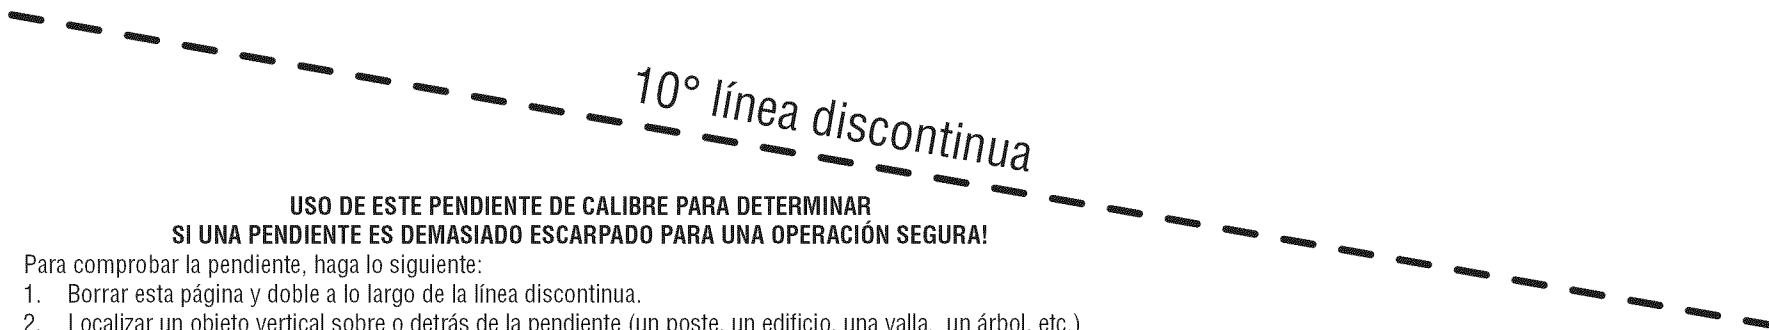 10° línea discontinua
USO DE ESTE PENDIENTE DE CALIBRE PARA DETERMINAR
SI UNA PENDIENTE ES DEMASIADO ESCARPADO PARA UNA OPERACIÓN SEGURA!
Para comprobar la pendiente, haga lo siguiente:
1. Borrar esta página y doble a lo largo de la línea discontinua.
2. Localizar un objeto vertical sobre o detrás de la pendiente (un poste, un edificio, una valla, un árbol, etc.)